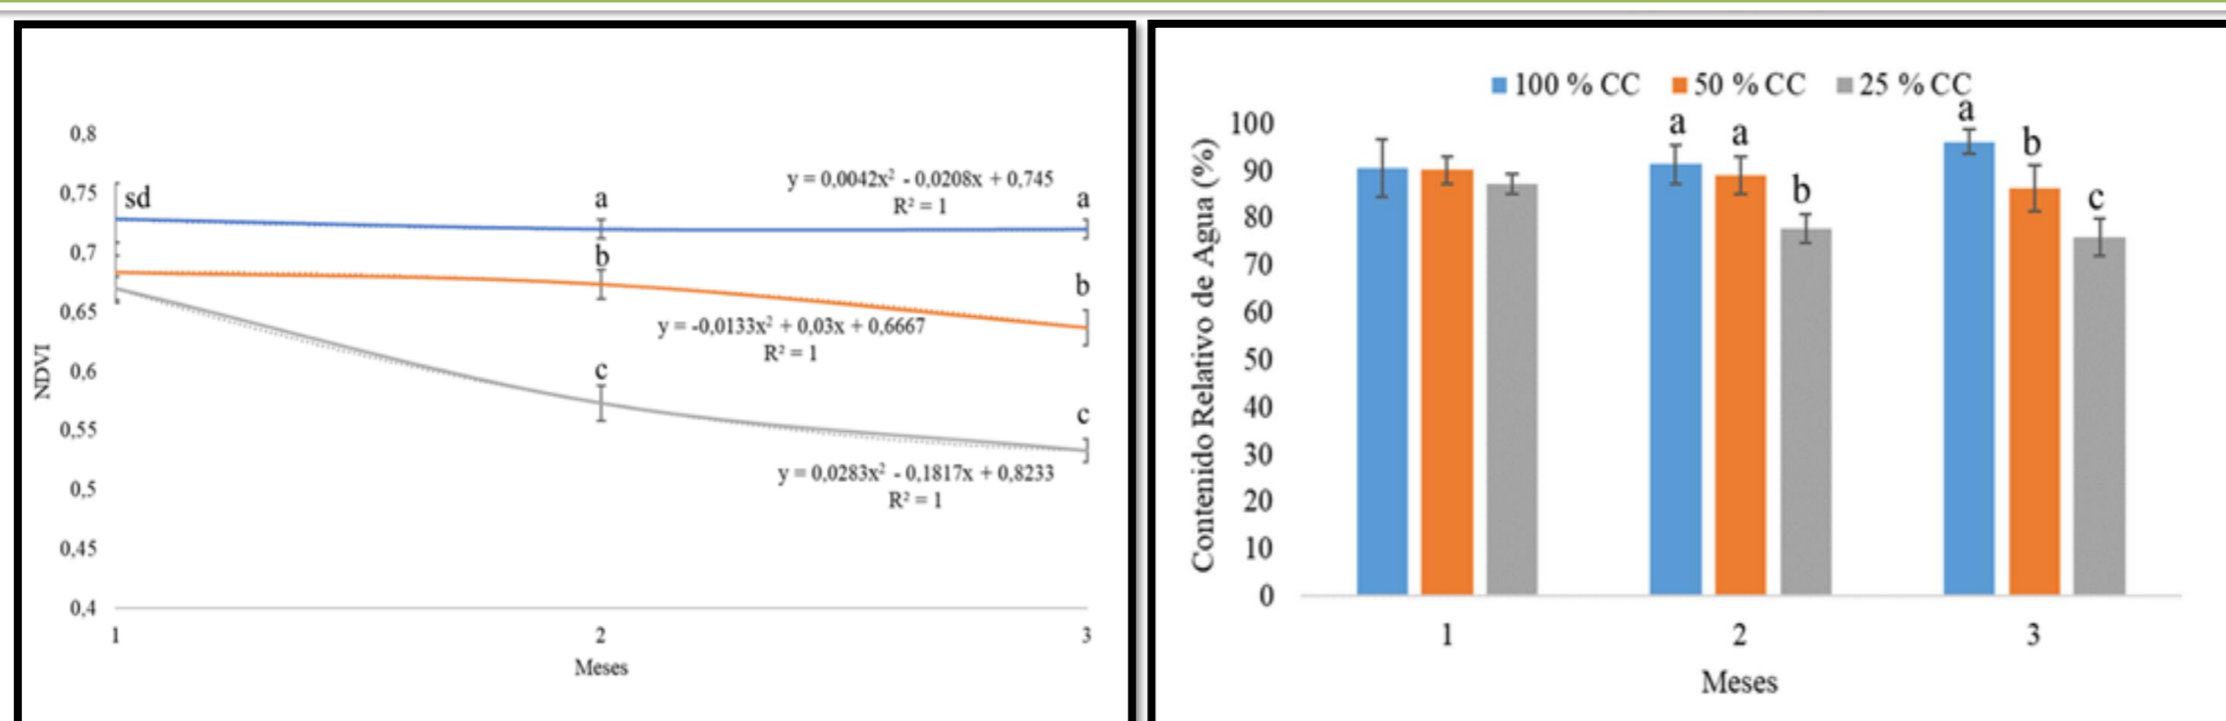 0,8
0,75
0,7
0,65
0,6
0,55
0,5
0,45
0,4
NDVI
1
2
3
Meses
sd
a
a
b
b
c
c
y = 0,0042x² - 0,0208x + 0,745
R² = 1
y = -0,0133x² + 0,03x + 0,6667
R² = 1
y = 0,0283x² - 0,1817x + 0,8233
R² = 1
100 % CC 50 % CC 25 % CC
Contenido Relativo de Agua (%)
100
90
80
70
60
50
40
30
20
10
0
a
a
b
a
b
c
1
2
3
Meses